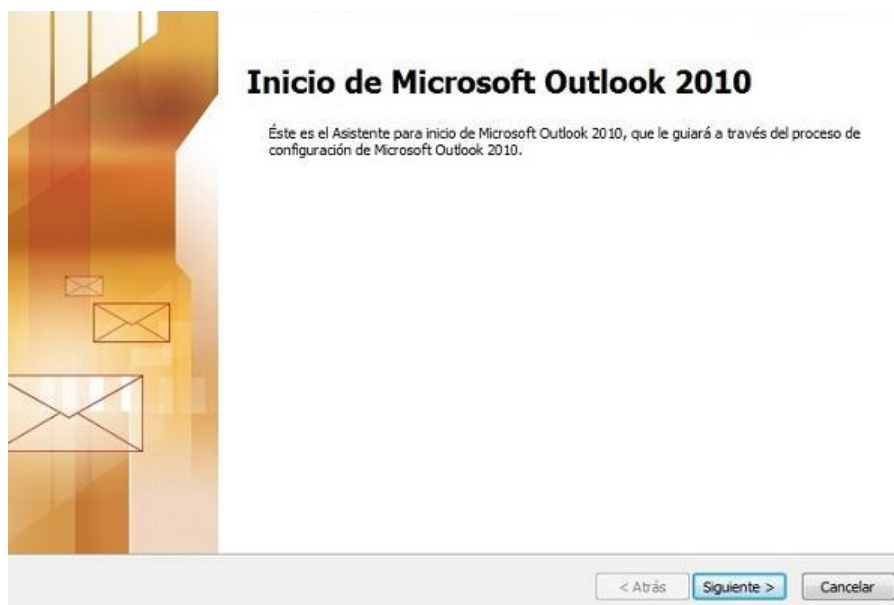 Inicio de Microsoft Outlook 2010
Éste es el Asistente para inicio de Microsoft Outlook 2010, que le guiará a través del proceso de
configuración de Microsoft Outlook 2010.
< Atrás
Siguiente >
Cancelar